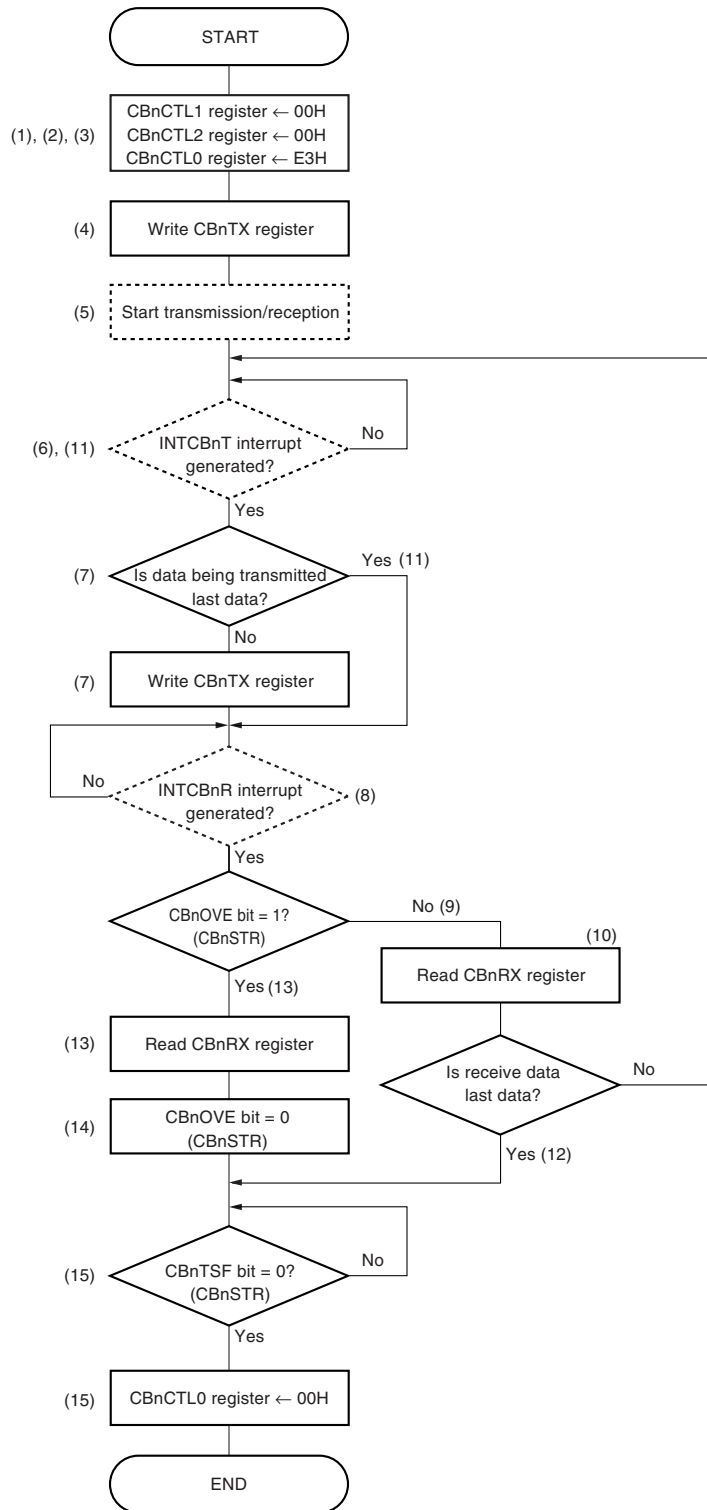 START
(1), (2), (3)
CBnCTL1 register ← 00H
CBnCTL2 register ← 00H
CBnCTL0 register ← E3H
(4)
Write CBnTX register
(5)
Start transmission/reception
(6), (11)
INTCBnT interrupt
generated?
No
Yes
(7)
Is data being transmitted
last data?
Yes (11)
No
(7)
Write CBnTX register
No
INTCBnR interrupt
generated?
(8)
Yes
CBnOVE bit = 1?
(CBnSTR)
No (9)
(10)
Read CBnRX register
Yes (13)
(13)
Read CBnRX register
Is receive data
last data?
No
(14)
CBnOVE bit = 0
(CBnSTR)
Yes (12)
(15)
CBnTSF bit = 0?
(CBnSTR)
No
Yes
(15)
CBnCTL0 register ← 00H
END